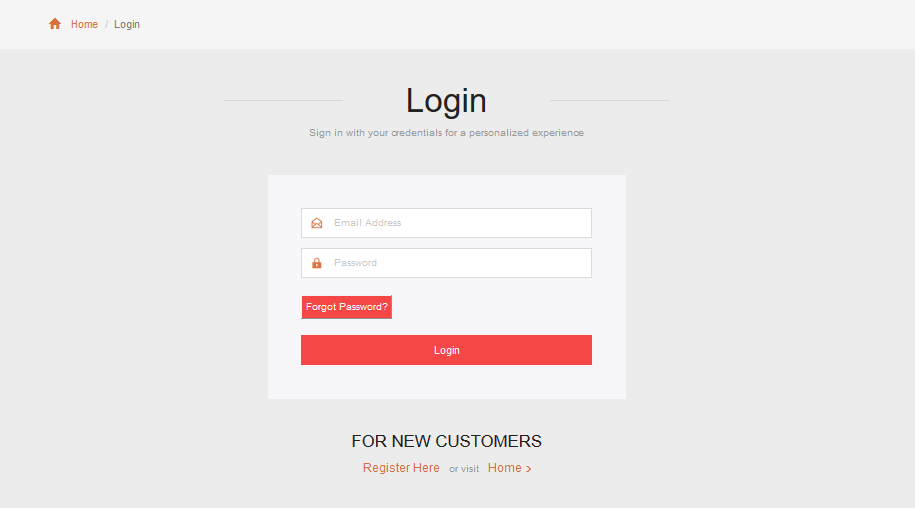 Home / Login
Login
Sign in with your credentials for a personalized experience
Email Address
Password
Forgot Password?
Login
FOR NEW CUSTOMERS
Register Here or visit Home >